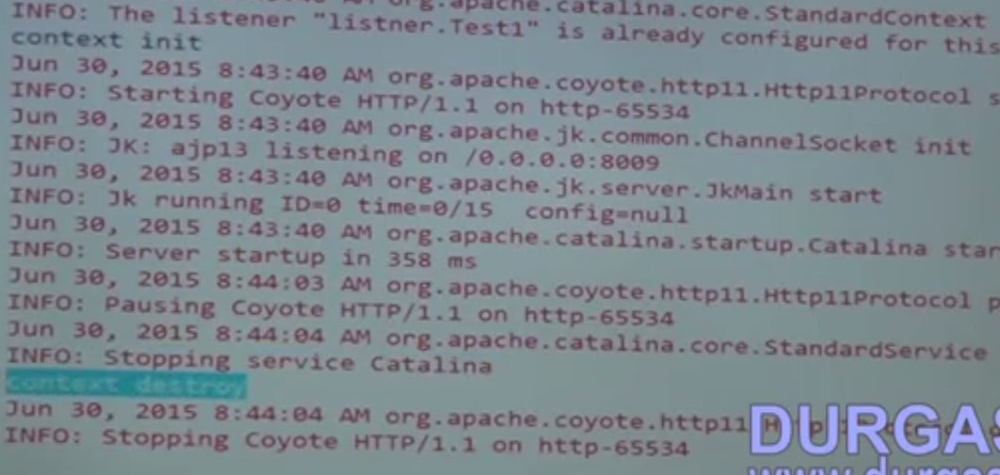 org.apache.catalina.core.StandardContext
INFO: The listener "listner.Test1" is already configured for this
context init
Jun 30, 2015 8:43:40 AM org.apache.coyote.http11.Http11Protocol s
INFO: Starting Coyote HTTP/1.1 on http-65534
Jun 30, 2015 8:43:40 AM org.apache.jk.common.ChannelSocket init
INFO: JK: ajp13 listening on /0.0.0.0:8009
Jun 30, 2015 8:43:40 AM org.apache.jk.server.JkMain start
INFO: Jk running ID=0 time=0/15 config=null
Jun 30, 2015 8:43:40 AM org.apache.catalina.startup.Catalina star
INFO: Server startup in 358 ms
Jun 30, 2015 8:44:03 AM org.apache.coyote.http11.Http11Protocol p
INFO: Pausing Coyote HTTP/1.1 on http-65534
Jun 30, 2015 8:44:04 AM org.apache.catalina.core.StandardService
INFO: Stopping service Catalina
context destroy
Jun 30, 2015 8:44:04 AM org.apache.coyote.http11
INFO: Stopping Coyote HTTP/1.1 on http-65534
DURGAS